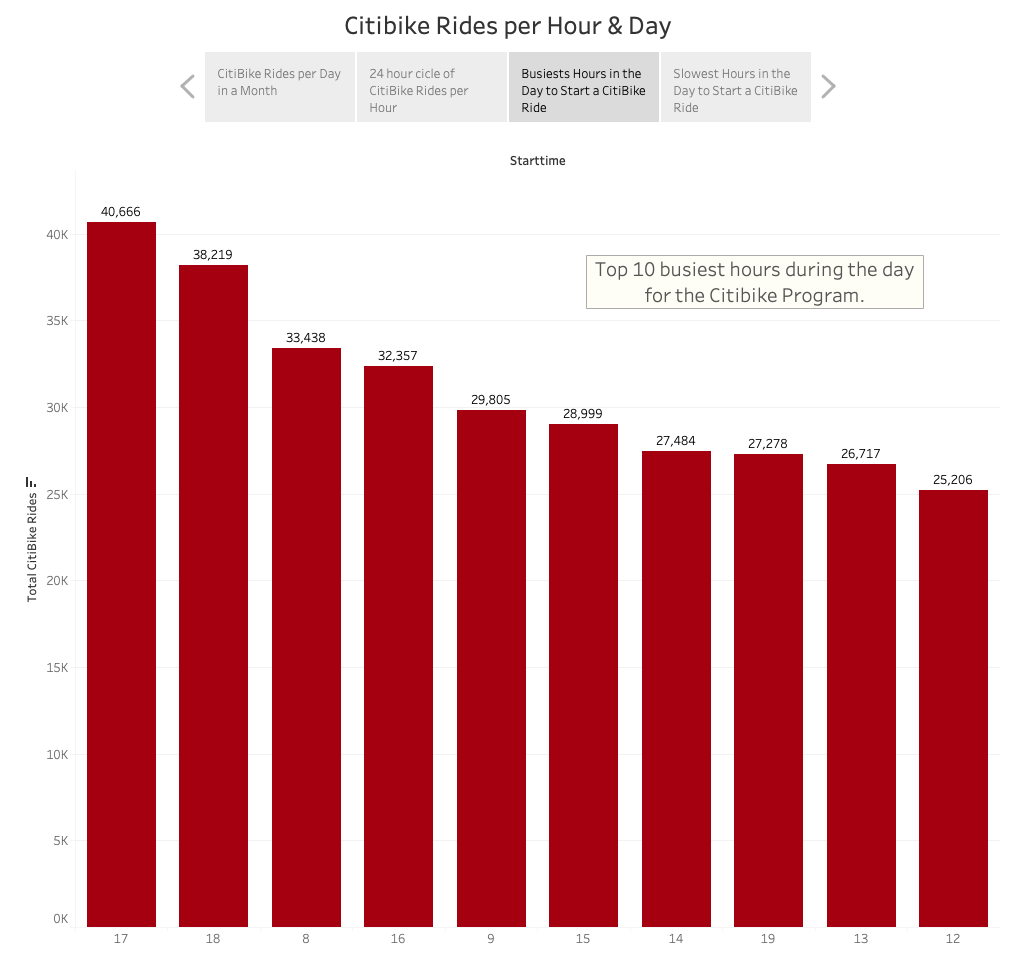 Citibike Rides per Hour & Day
CitiBike Rides per Day
in a Month
24 hour cicle of
CitiBike Rides per
Hour
Busiests Hours in the
Day to Start a CitiBike
Ride
Slowest Hours in the
Day to Start a CitiBike
Ride
Starttime
40,666
38,219
33,438
32,357
29,805
28,999
27,484
27,278
26,717
25,206
Top 10 busiest hours during the day
for the Citibike Program.
Total CitiBike Rides
40K
35K
30K
25K
20K
15K
10K
5K
0K
17 18 8 16 9 15 14 19 13 12